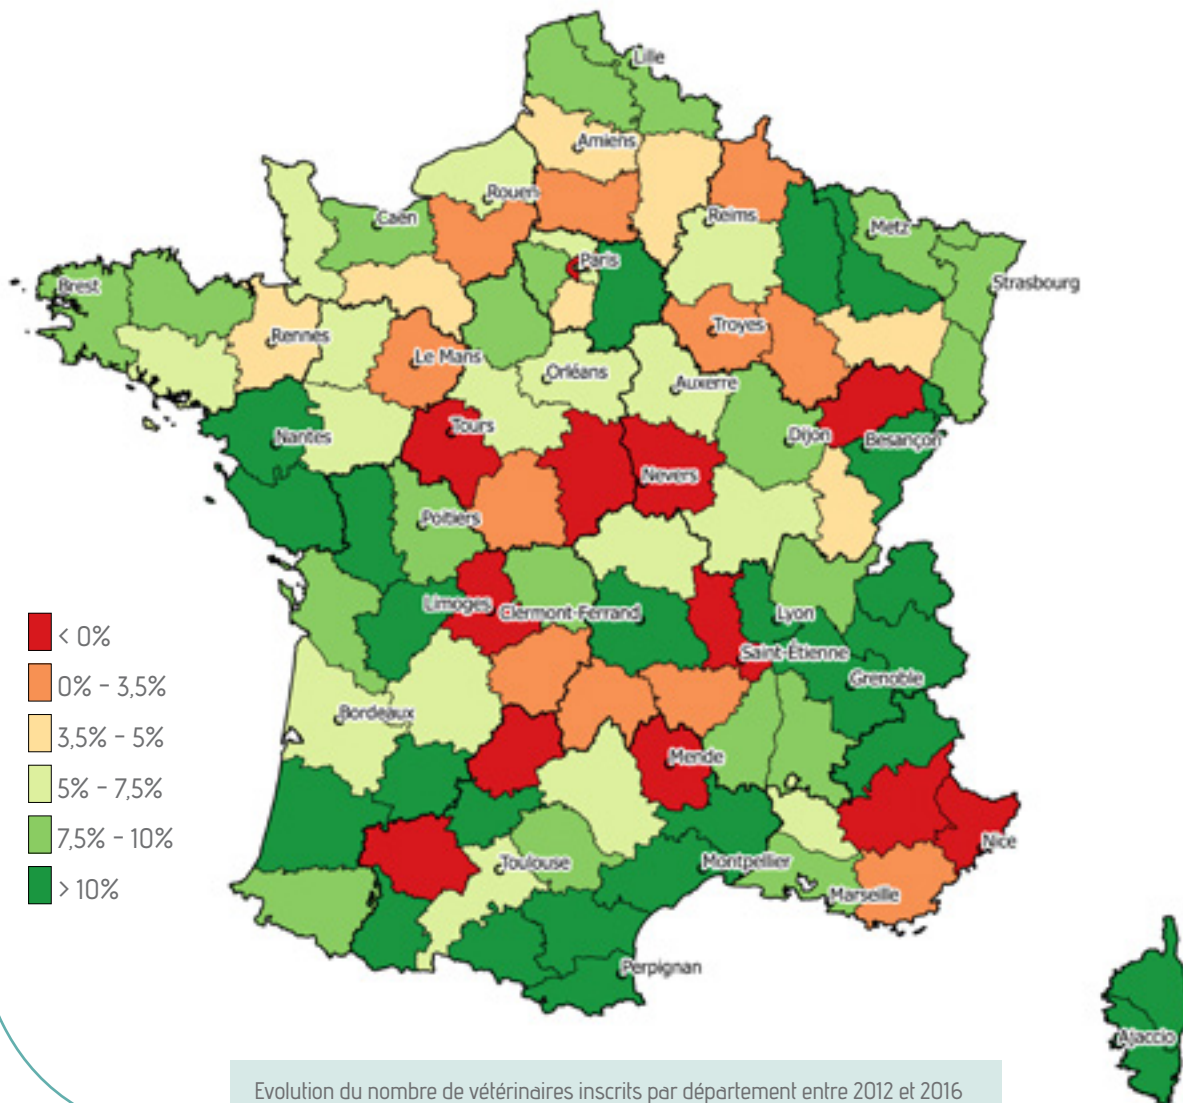 Lille
Amiens
Rouen
Reims
Caen
Metz
Paris
Brest
Strasbourg
Rennes
Troyes
Le Mans
Orléans
Auxerre
Tours
Nantes
Dijon
Besançon
Nevers
Poitiers
Limoges
Clermont-Ferrand
Lyon
Saint-Étienne
Grenoble
Bordeaux
Mende
Nice
Toulouse
Montpellier
Marseille
Perpignan
Ajaccio
< 0%
0% - 3,5%
3,5% - 5%
5% - 7,5%
7,5% - 10%
> 10%
Evolution du nombre de vétérinaires inscrits par département entre 2012 et 2016